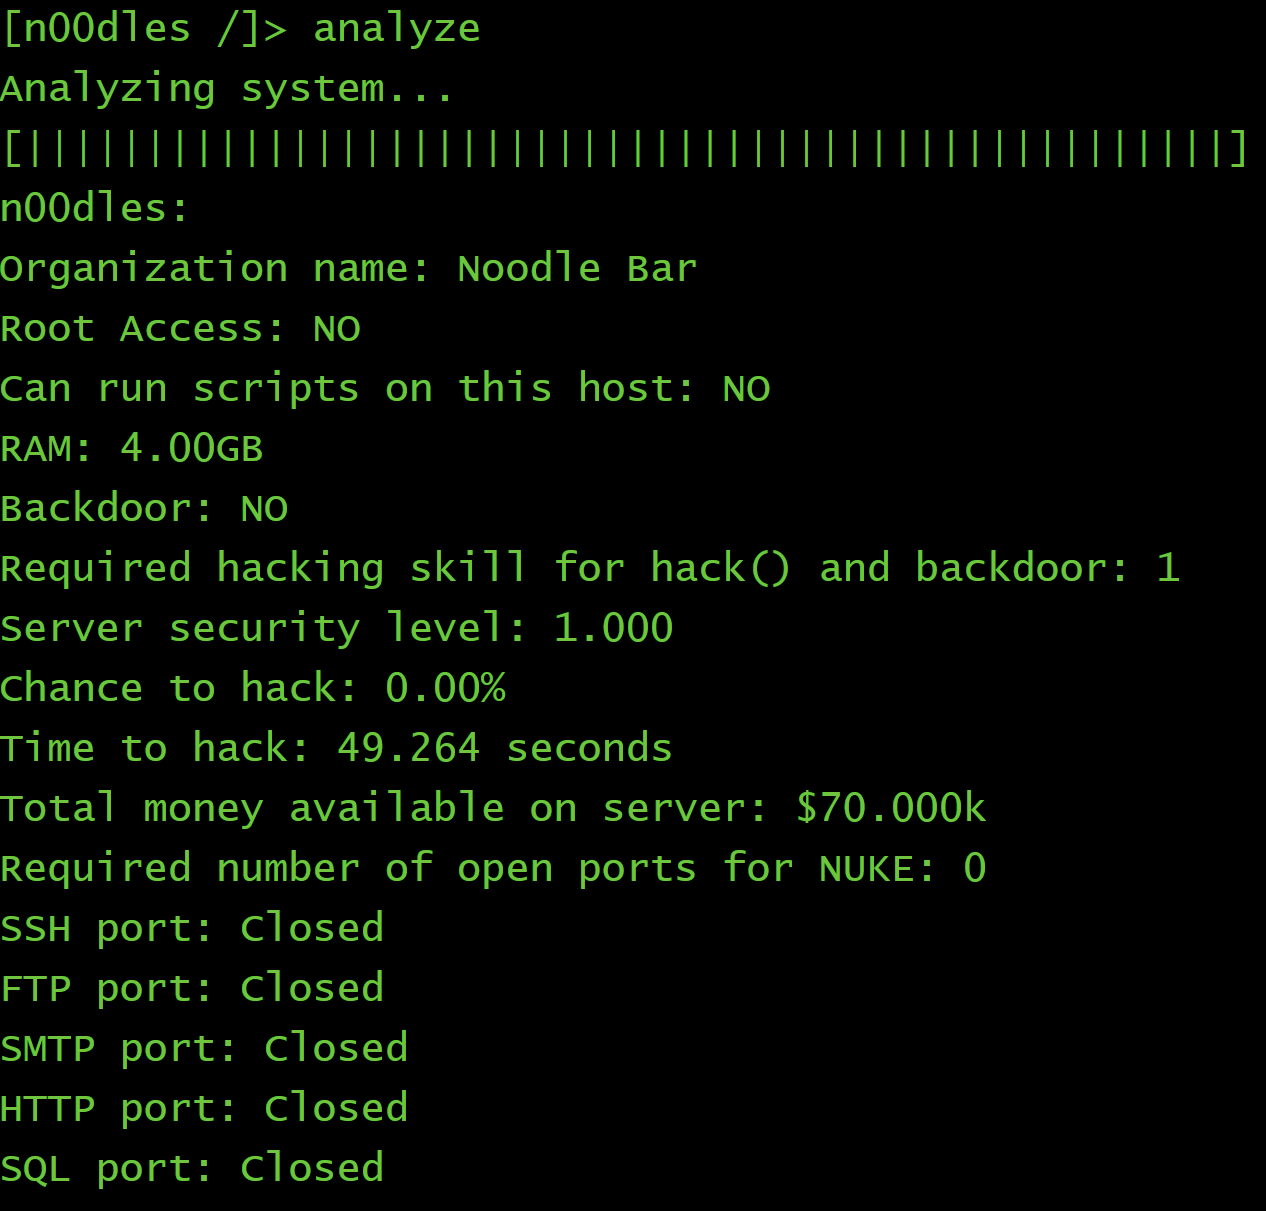 [n00dles /]> analyze
Analyzing system...
[||||||||||||||||||||||||||||||||||||||||||||||||||]
n00dles:
Organization name: Noodle Bar
Root Access: NO
Can run scripts on this host: NO
RAM: 4.00GB
Backdoor: NO
Required hacking skill for hack() and backdoor: 1
Server security level: 1.000
Chance to hack: 0.00%
Time to hack: 49.264 seconds
Total money available on server: $70.000k
Required number of open ports for NUKE: 0
SSH port: Closed
FTP port: Closed
SMTP port: Closed
HTTP port: Closed
SQL port: Closed